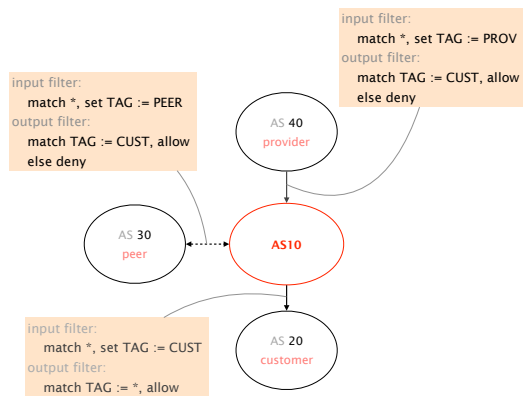 input filter:
match *, set TAG := PROV
output filter:
match TAG := CUST, allow
else deny
input filter:
match *, set TAG := PEER
output filter:
match TAG := CUST, allow
else deny
AS 40
provider
AS 30
peer
AS10
AS 20
customer
input filter:
match *, set TAG := CUST
output filter:
match TAG := *, allow